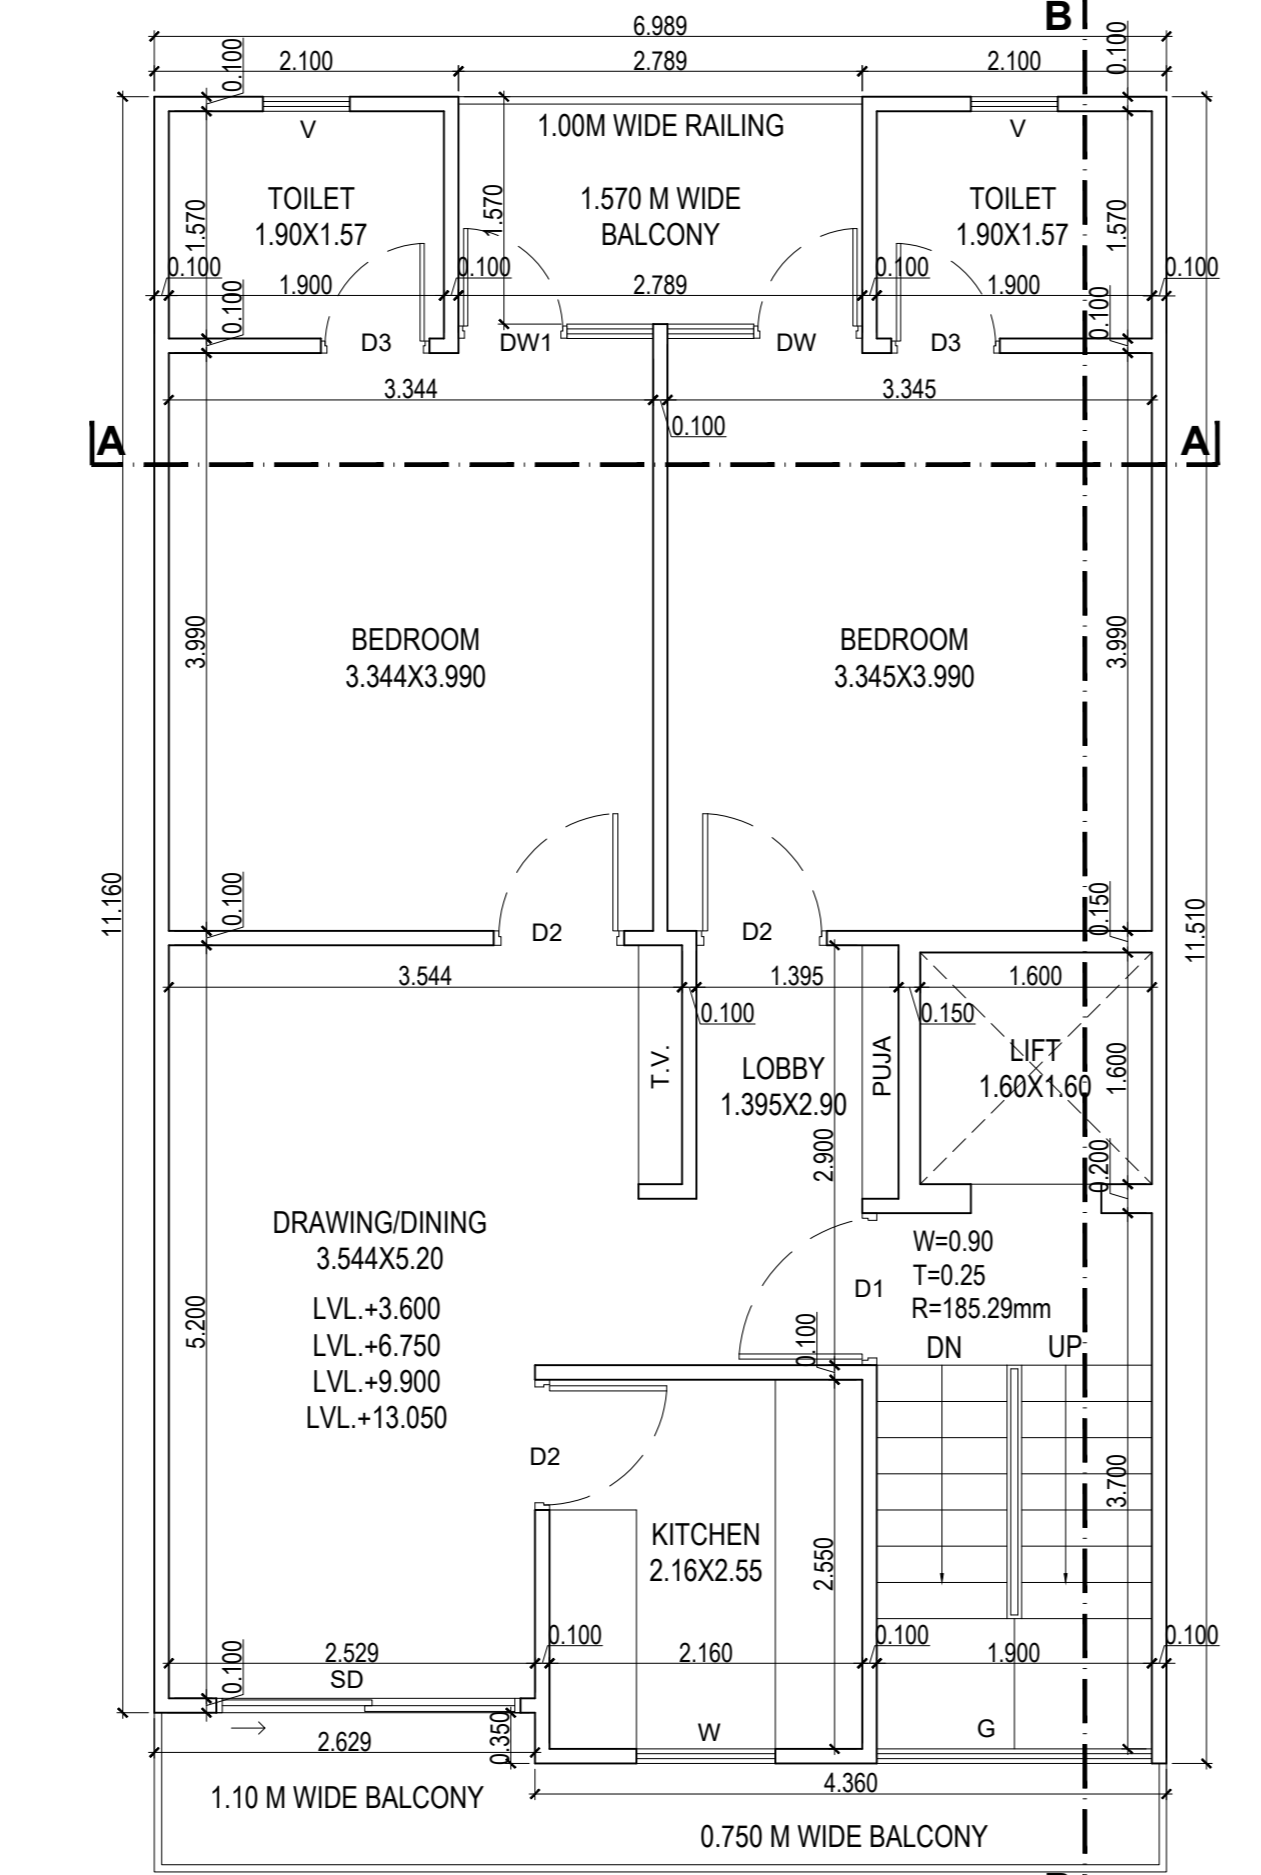 B
6.989
0.100
0.100
2.100
2.789
2.100
V
1.00M WIDE RAILING
V
TOILET
1.90X1.57
1.570
1.570
1.570 M WIDE
BALCONY
TOILET
1.90X1.57
1.570
0.100
1.900
0.100
2.789
0.100
1.900
0.100
0.100
0.100
D3
DW1
DW
D3
3.344
3.345
0.100
A
A
3.990
BEDROOM
3.344X3.990
BEDROOM
3.345X3.990
3.990
11.160
0.100
D2
D2
0.150
11.510
3.544
1.395
1.600
0.100
0.150
T.V.
LOBBY
1.395X2.90
PUJA
LIFT
1.60X1.60
1.600
2.900
0.200
DRAWING/DINING
3.544X5.20
LVL.+3.600
LVL.+6.750
LVL.+9.900
LVL.+13.050
5.200
W=0.90
T=0.25
R=185.29mm
D1
0.100
DN
UP
D2
3.700
KITCHEN
2.16X2.55
2.550
0.100
2.529
0.100
2.160
0.100
1.900
0.100
SD
W
G
2.629
0.350
4.360
1.10 M WIDE BALCONY
0.750 M WIDE BALCONY